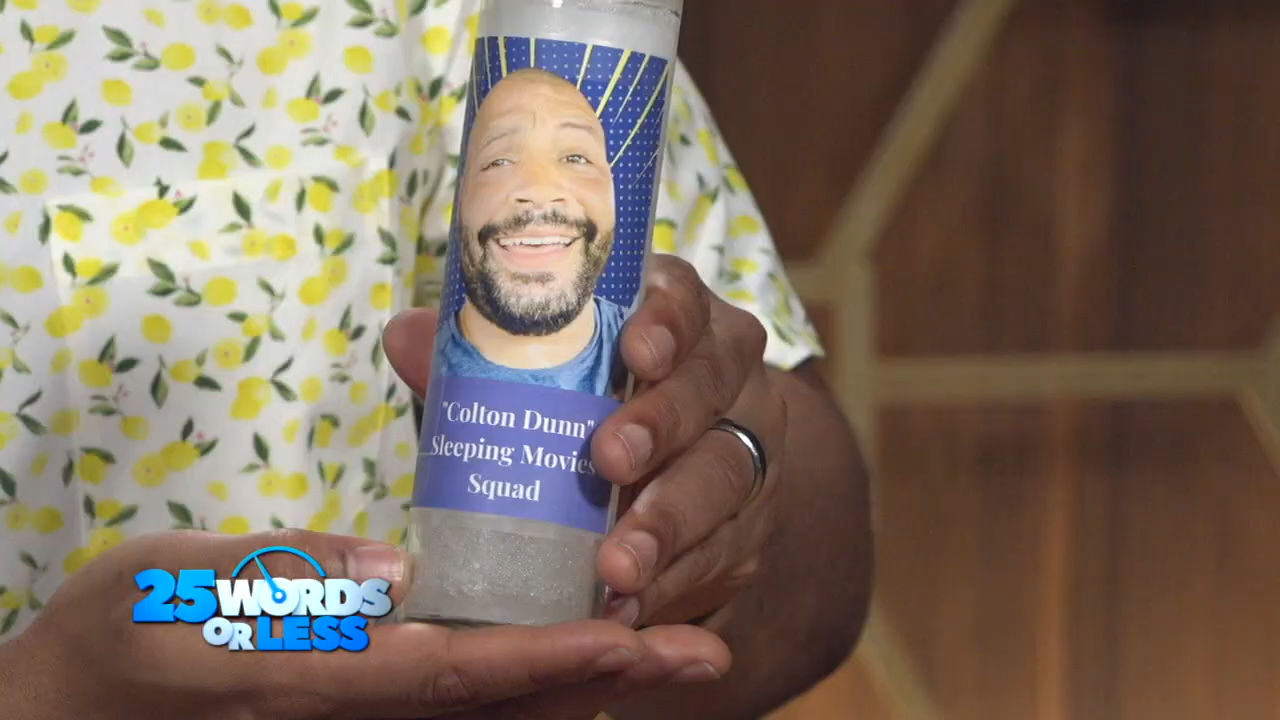 "Colton Dunn"
Sleeping Movies
Squad
25 WORDS
OR LESS